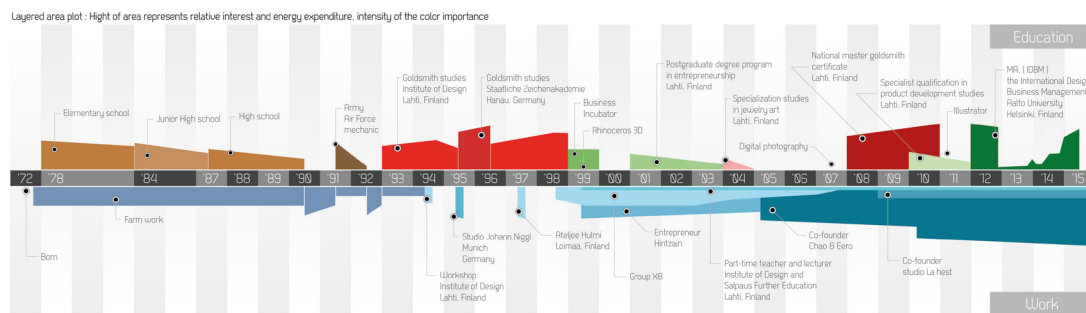 Layered area plot : Hight of area represents relative interest and energy expenditure, intensity of the color importance
Education
National master goldsmith
certificate
Lahti, Finland
Postgraduate degree program
in entrepreneurship
Lahti, Finland
MR. [ IDBM ]
the International Design
Business Management
Aalto University
Helsinki, Finland
Goldsmith studies
Institute of Design
Lahti, Finland
Goldsmith studies
Staatliche Zeichenakademie
Hanau, Germany
Specialist qualification in
product development studies
Lahti, Finland
Business
Incubator
Specialization studies
in jewelry art
Lahti, Finland
Army
Air Force
mechanic
Elementary school
Junior High school
High school
Illustrator
Rhinoceros 3D
Digital photography
'72 '78 '84 '87 '88 '89 '90 '91 '92 '93 '94 '95 '96 '97 '98 '99 '00 '01 '02 '03 '04 '05 '06 '07 '08 '09 '10 '11 '12 '13 '14 '15
Farm work
Born
Studio Johann Niggl
Munich
Germany
Ateljee Hulmi
Loimaa, Finland
Entrepreneur
Hintzain
Co-founder
Chao & Eero
Workshop
Institute of Design
Lahti, Finland
Group XB
Part-time teacher and lecturer
Institute of Design and
Salpaus Further Education
Lahti, Finland
Co-founder
studio La hest
Work